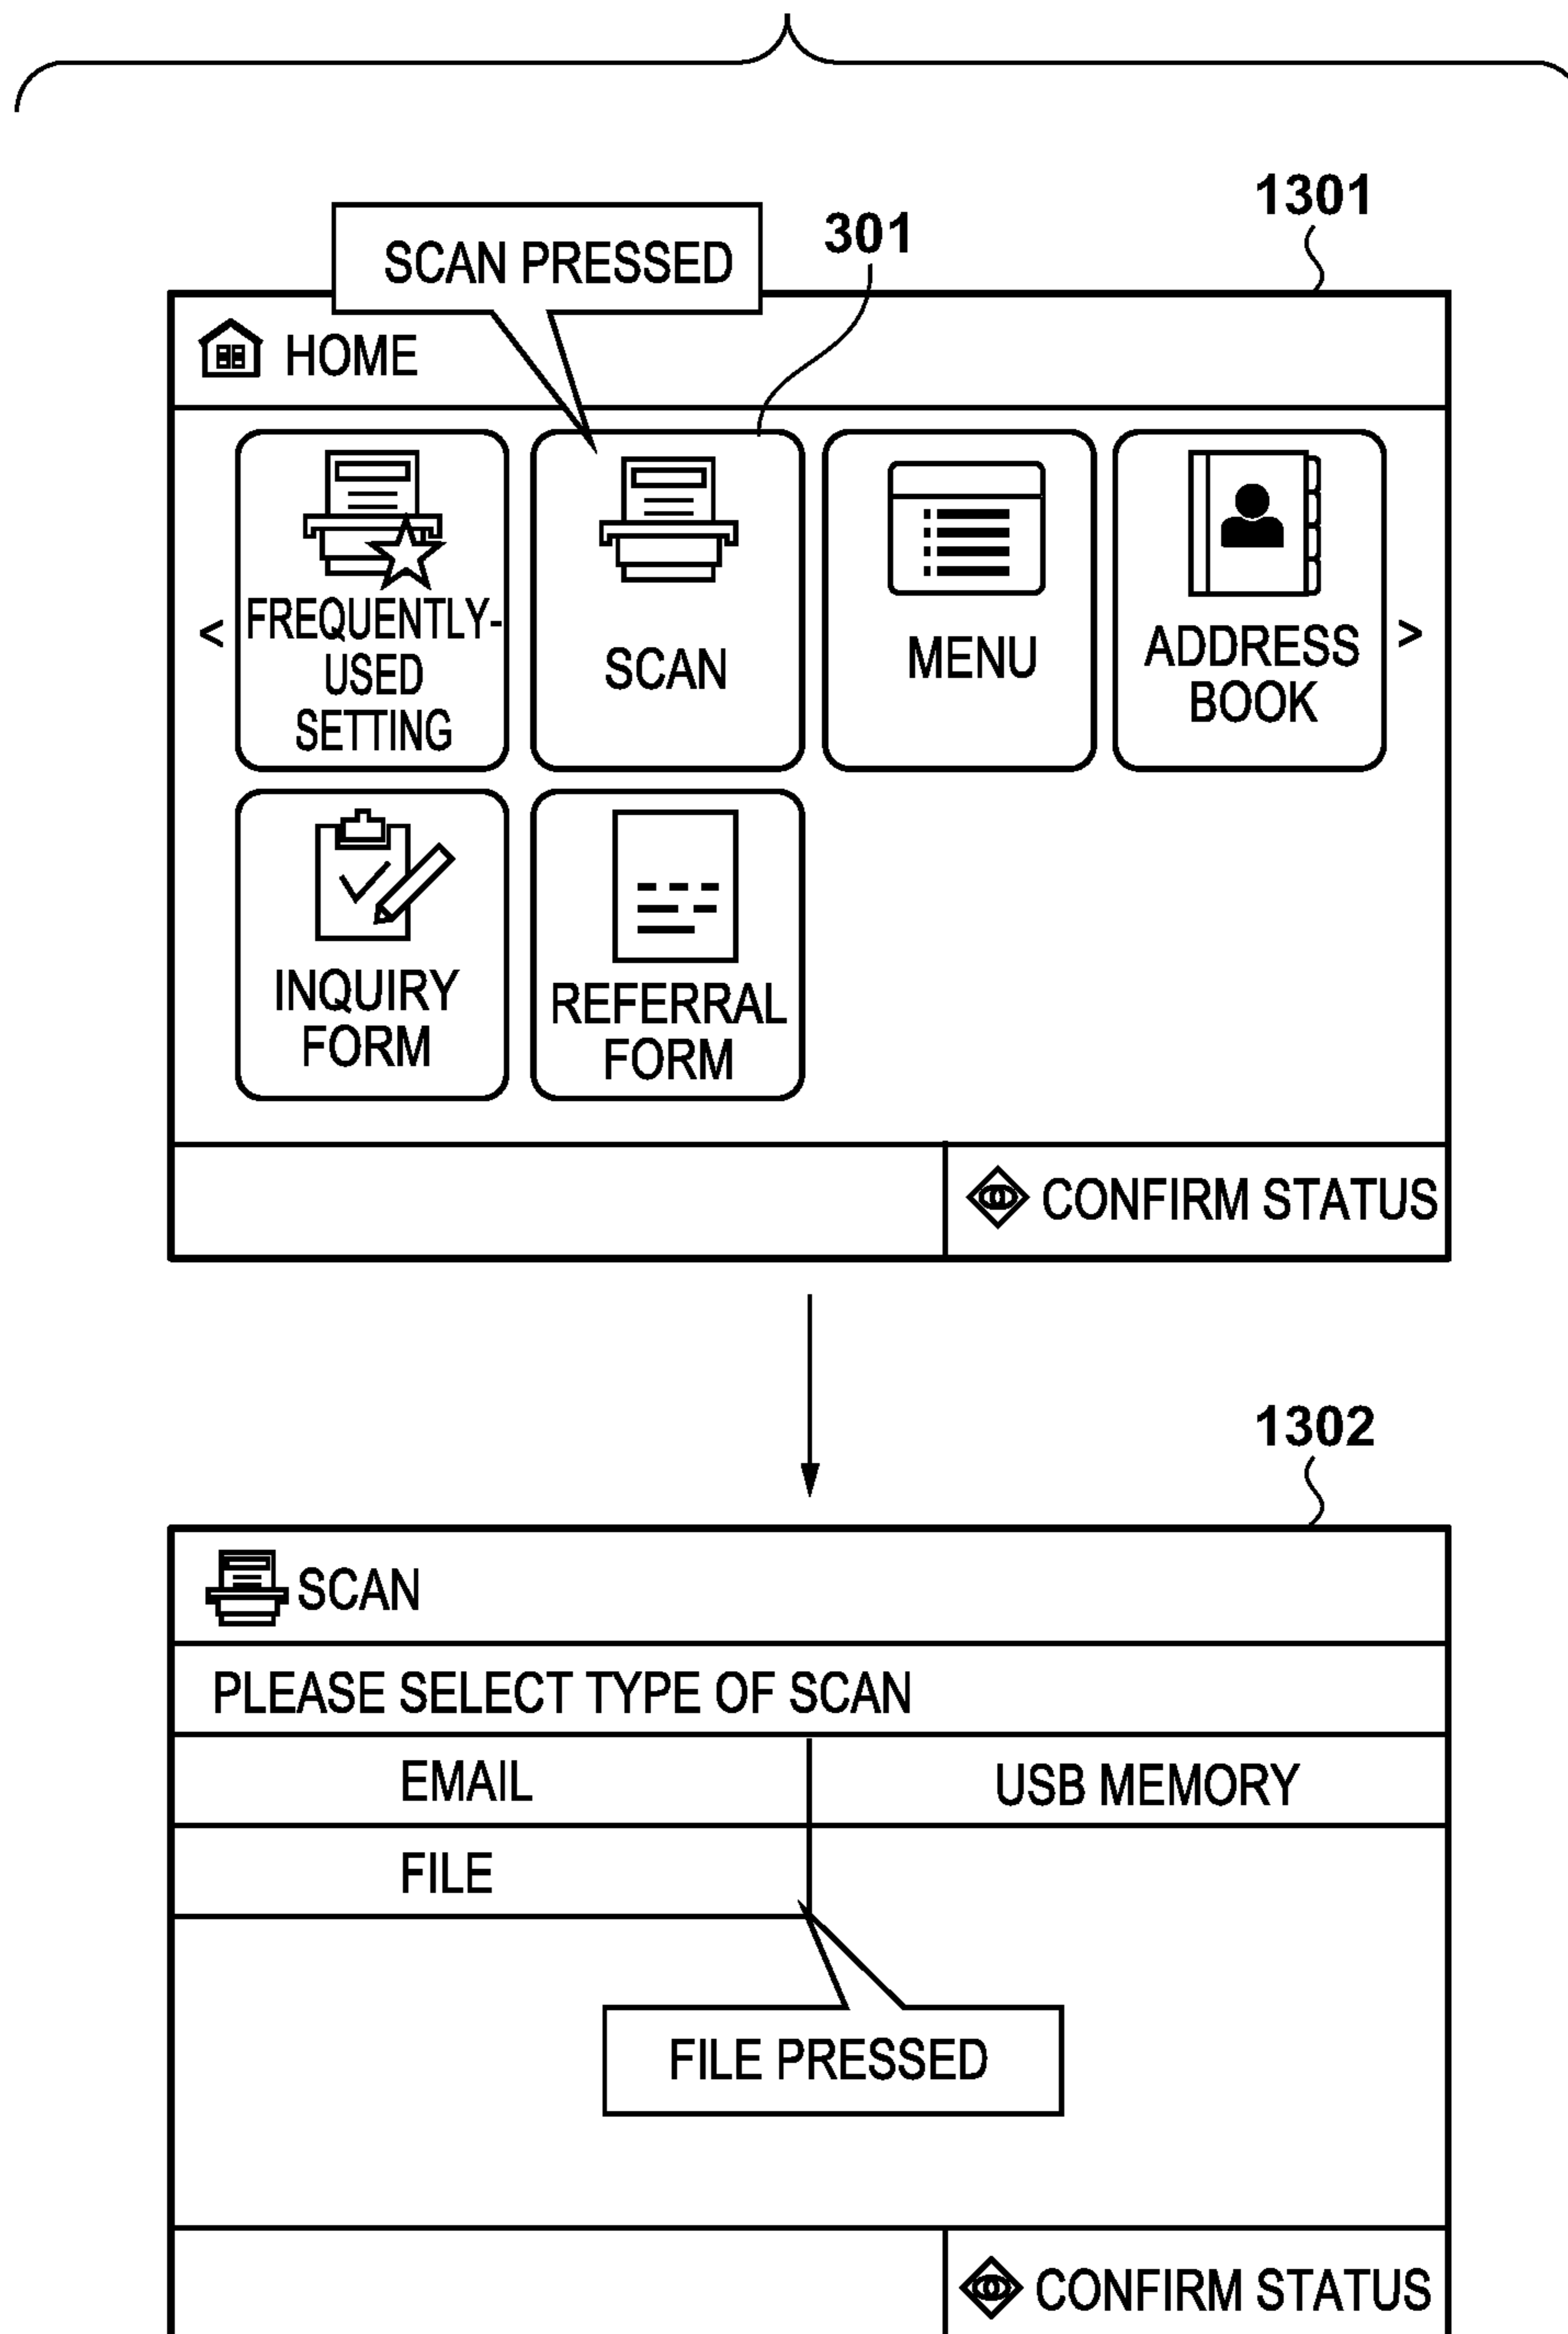 1301
SCAN PRESSED
301
HOME
<
FREQUENTLY-
USED
SETTING
SCAN
MENU
ADDRESS
BOOK
>
INQUIRY
FORM
REFERRAL
FORM
CONFIRM STATUS
1302
SCAN
PLEASE SELECT TYPE OF SCAN
EMAIL
USB MEMORY
FILE
FILE PRESSED
CONFIRM STATUS